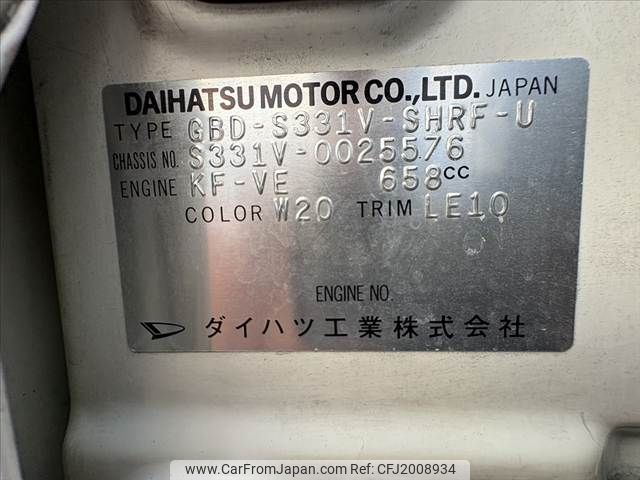 DAIHATSU MOTOR CO.,LTD. JAPAN
TYPE GBD-S331V-SHRF-U
CHASSIS NO. S331V-0025576
ENGINE KF-VE 658CC
COLOR W20 TRIM LE10
ENGINE NO.
ダイハツ工業株式会社
www.CarFromJapan.com | CFJ2008934